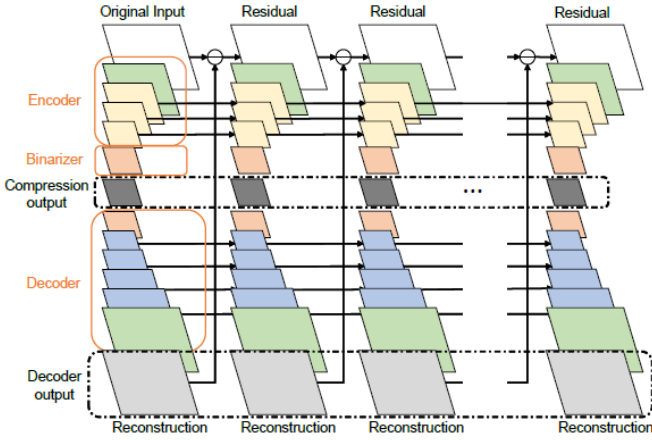 Original Input
Residual
Residual
Residual
Encoder
Binarizer
Compression
output
...
Decoder
Decoder
output
Reconstruction
Reconstruction
Reconstruction
Reconstruction